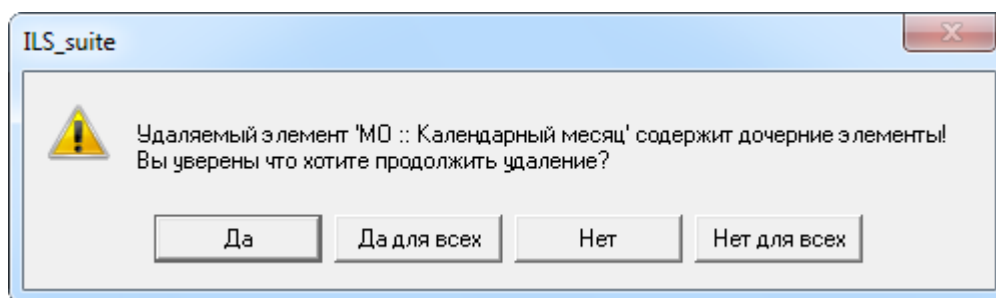 ILS_suite
Удаляемый элемент 'МО :: Календарный месяц' содержит дочерние элементы!
Вы уверены что хотите продолжить удаление?
Да
Да для всех
Нет
Нет для всех